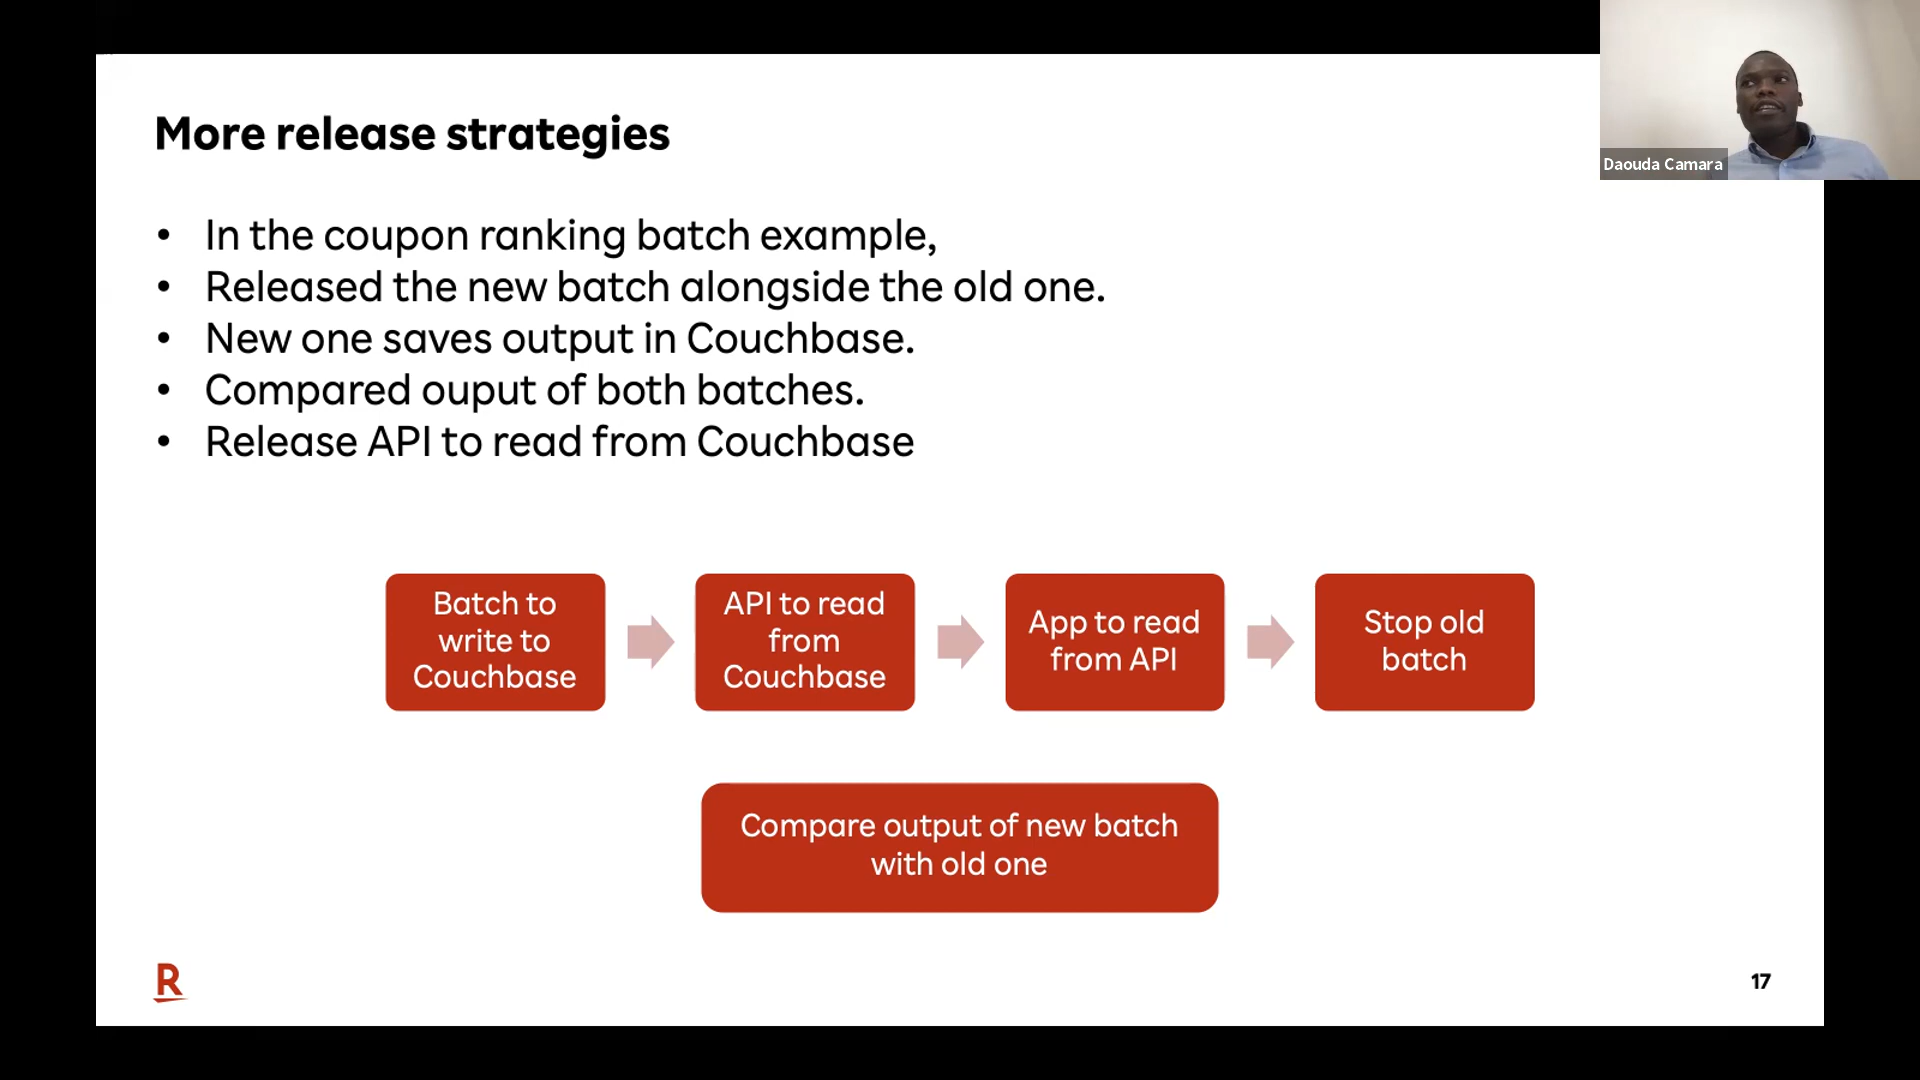 More release strategies
Daouda Camara
• In the coupon ranking batch example,
• Released the new batch alongside the old one.
• New one saves output in Couchbase.
• Compared ouput of both batches.
• Release API to read from Couchbase
Batch to
write to
Couchbase
API to read
from
Couchbase
App to read
from API
Stop old
batch
Compare output of new batch
with old one
R
17